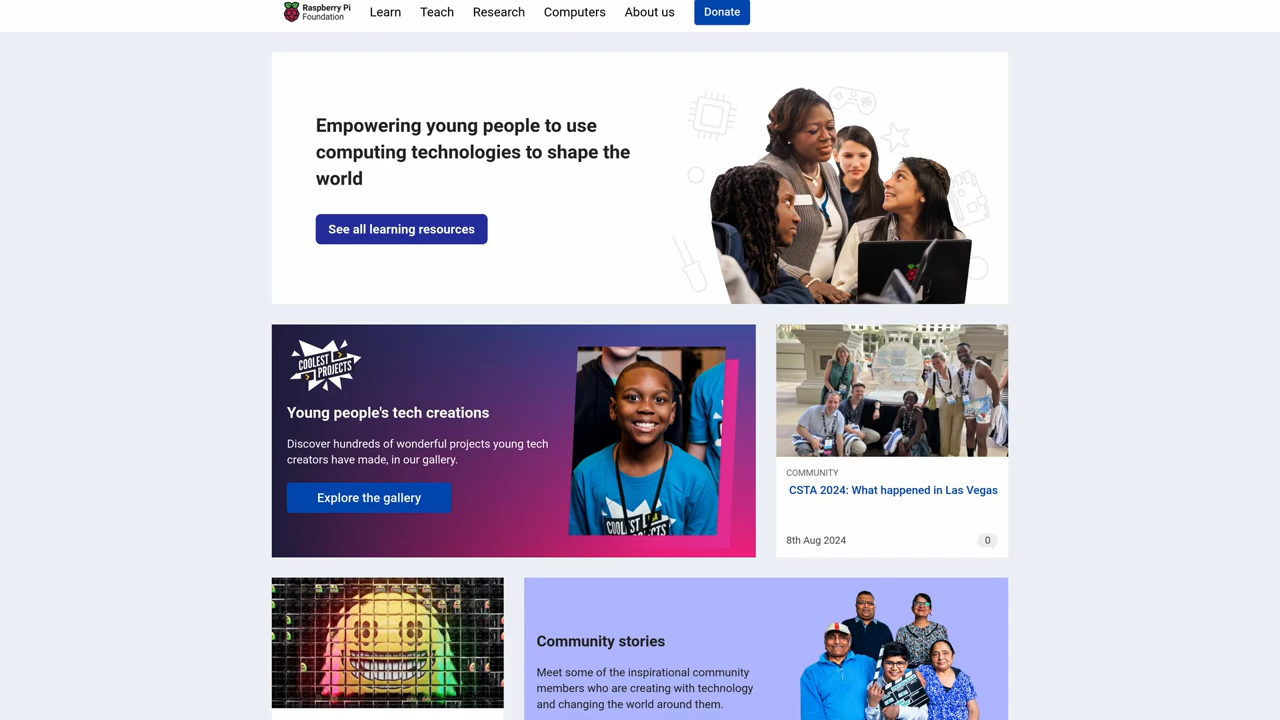 Raspberry Pi
Foundation
Learn
Teach
Research
Computers
About us
Donate
Empowering young people to use
computing technologies to shape the
world
See all learning resources
COOLEST
PROJECTS
Young people's tech creations
Discover hundreds of wonderful projects young tech
creators have made, in our gallery.
Explore the gallery
COOLEST
COMMUNITY
CSTA 2024: What happened in Las Vegas
8th Aug 2024
0
Community stories
Meet some of the inspirational community
members who are creating with technology
and changing the world around them.